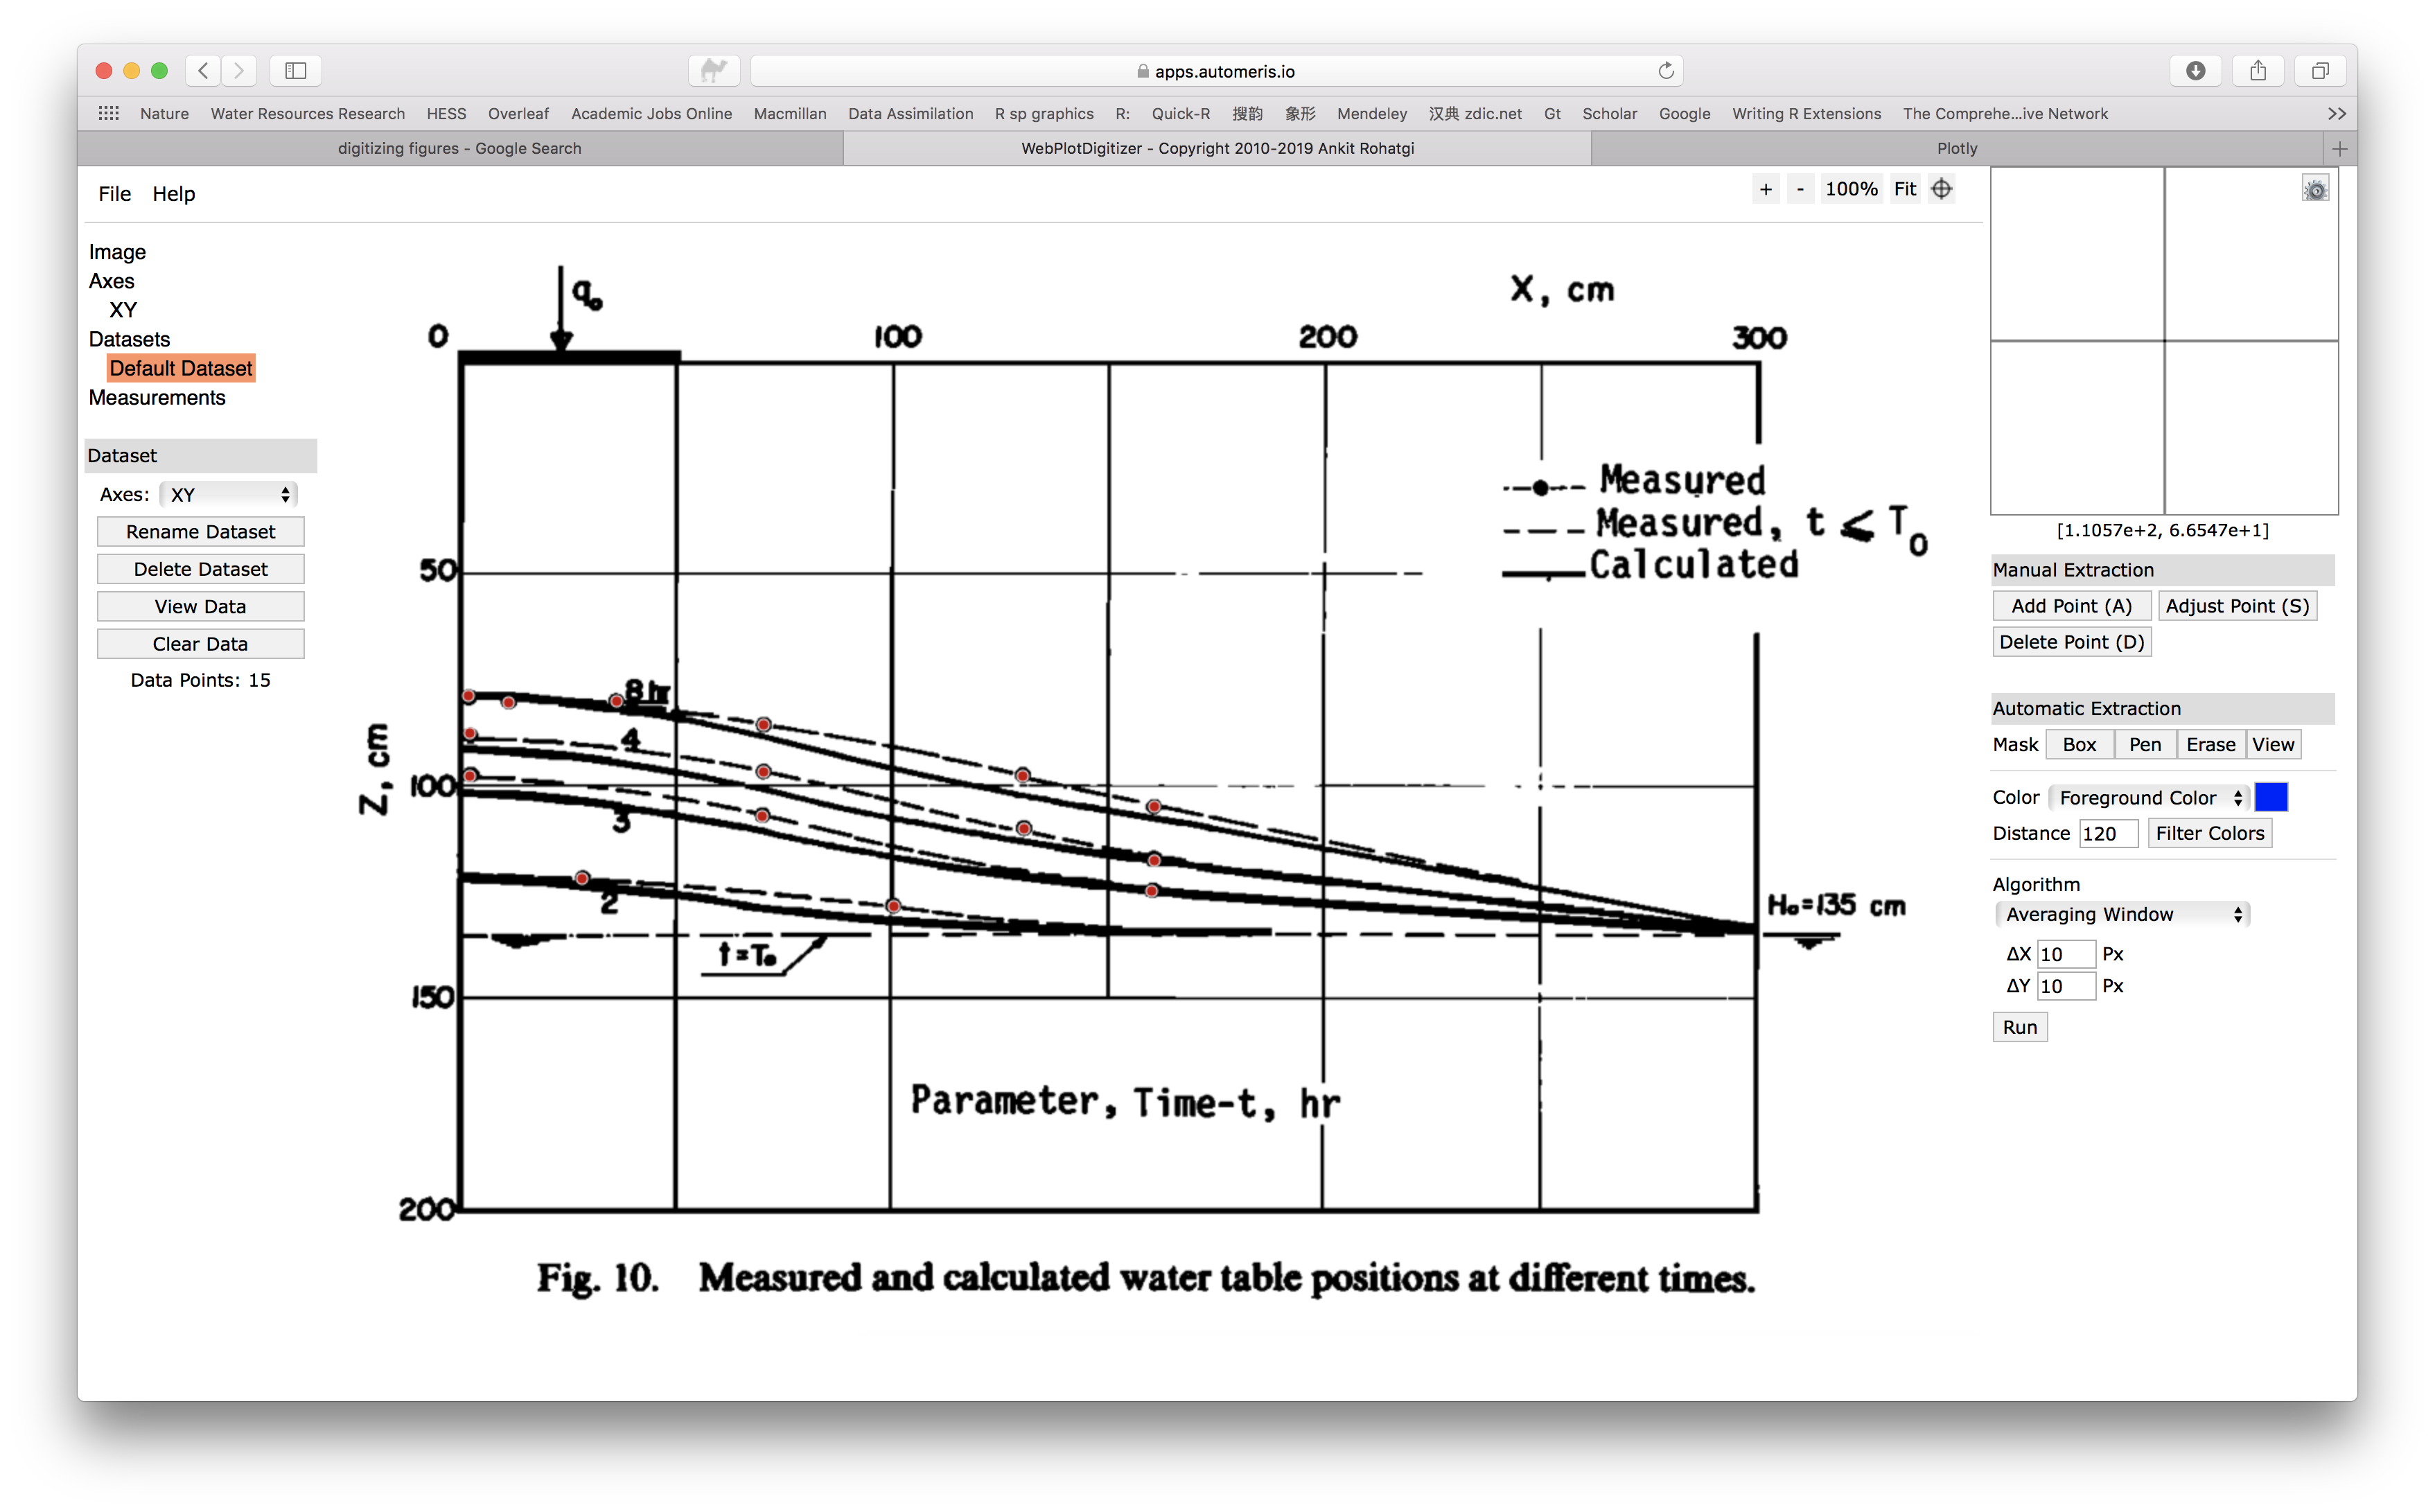 apps.automeris.io
Nature Water Resources Research HESS Overleaf Academic Jobs Online Macmillan Data Assimilation R sp graphics R: Quick-R 搜韵 象形 Mendeley 汉典 zdic.net Gt Scholar Google Writing R Extensions The Comprehe...ive Network >>
digitizing figures - Google Search
WebPlotDigitizer - Copyright 2010-2019 Ankit Rohatgi
Plotly
+
File Help
+ - 100% Fit
Image
Axes
XY
Datasets
Default Dataset
Measurements
Dataset
Axes: XY
Rename Dataset
Delete Dataset
View Data
Clear Data
Data Points: 15
q₀
X, cm
0 100 200 300
Measured
Measured, t ⩽ T₀
Calculated
50
8 hr
4
Z, cm
100
3
2
H₀=135 cm
t=T₀
150
Parameter, Time-t, hr
200
Fig. 10. Measured and calculated water table positions at different times.
[1.1057e+2, 6.6547e+1]
Manual Extraction
Add Point (A) Adjust Point (S)
Delete Point (D)
Automatic Extraction
Mask Box Pen Erase View
Color Foreground Color
Distance 120 Filter Colors
Algorithm
Averaging Window
ΔX 10 Px
ΔY 10 Px
Run